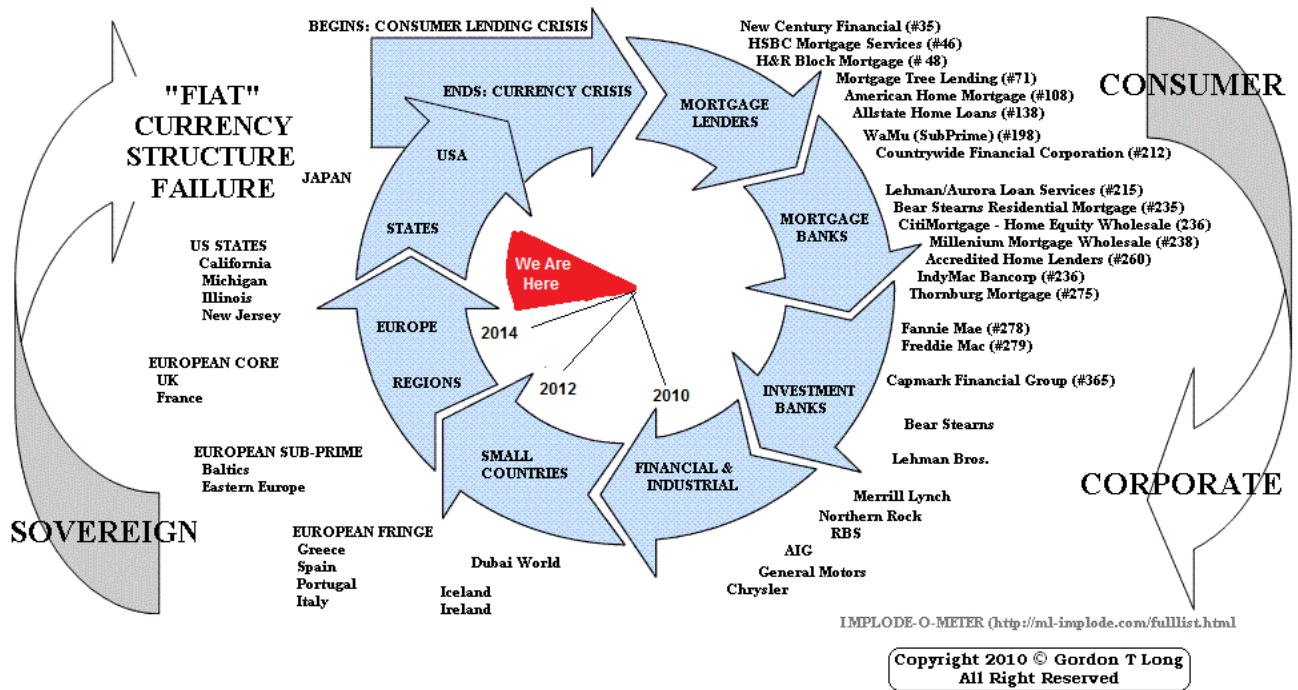 BEGINS: CONSUMER LENDING CRISIS
ENDS: CURRENCY CRISIS
MORTGAGE
LENDERS
MORTGAGE
BANKS
INVESTMENT
BANKS
FINANCIAL &
INDUSTRIAL
SMALL
COUNTRIES
EUROPE
REGIONS
USA
STATES
We Are
Here
2014
2012
2010
"FIAT"
CURRENCY
STRUCTURE
FAILURE
CONSUMER
CORPORATE
SOVEREIGN
New Century Financial (#35)
HSBC Mortgage Services (#46)
H&R Block Mortgage (# 48)
Mortgage Tree Lending (#71)
American Home Mortgage (#108)
Allstate Home Loans (#138)
WaMu (SubPrime) (#198)
Countrywide Financial Corporation (#212)
Lehman/Aurora Loan Services (#215)
Bear Stearns Residential Mortgage (#235)
CitiMortgage - Home Equity Wholesale (236)
Millenium Mortgage Wholesale (#238)
Accredited Home Lenders (#260)
IndyMac Bancorp (#236)
Thornburg Mortgage (#275)
Fannie Mae (#278)
Freddie Mac (#279)
Capmark Financial Group (#365)
Bear Stearns
Lehman Bros.
Merrill Lynch
Northern Rock
RBS
AIG
General Motors
Chrysler
Dubai World
Iceland
Ireland
EUROPEAN FRINGE
Greece
Spain
Portugal
Italy
EUROPEAN SUB-PRIME
Baltics
Eastern Europe
EUROPEAN CORE
UK
France
US STATES
California
Michigan
Illinois
New Jersey
JAPAN
IMPLODE-O-METER (http://ml-implode.com/fulllist.html
Copyright 2010 © Gordon T Long
All Right Reserved